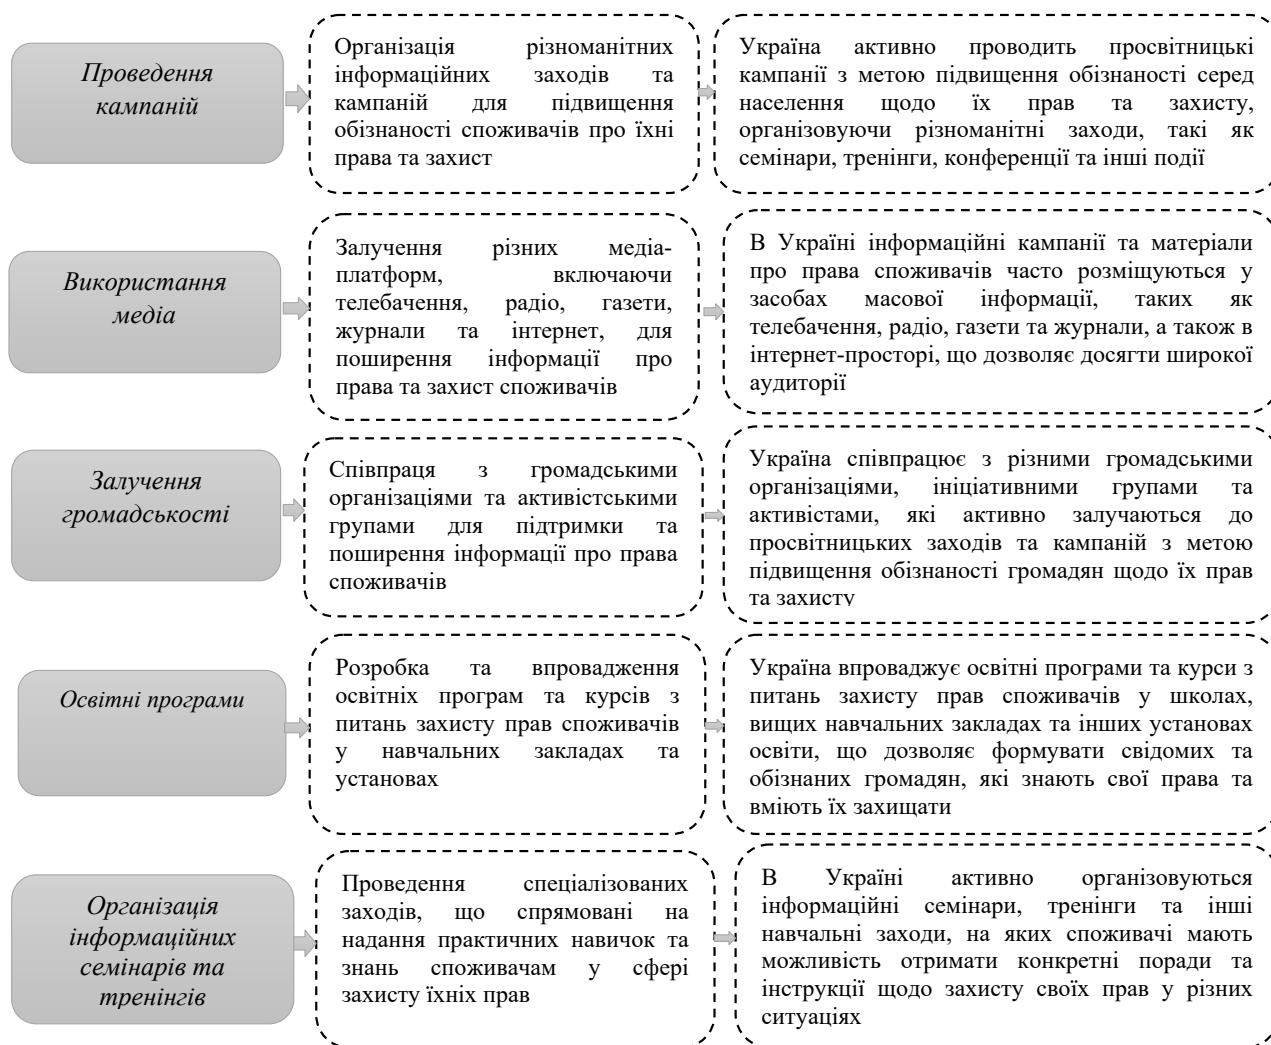 Проведення
кампаній
Організація різноманітних
інформаційних заходів та
кампаній для підвищення
обізнаності споживачів про їхні
права та захист
Україна активно проводить просвітницькі
кампанії з метою підвищення обізнаності серед
населення щодо їх прав та захисту,
організовуючи різноманітні заходи, такі як
семінари, тренінги, конференції та інші події
Використання
медіа
Залучення різних медіа-
платформ, включаючи
телебачення, радіо, газети,
журнали та інтернет, для
поширення інформації про
права та захист споживачів
В Україні інформаційні кампанії та матеріали
про права споживачів часто розміщуються у
засобах масової інформації, таких як
телебачення, радіо, газети та журнали, а також в
інтернет-просторі, що дозволяє досягти широкої
аудиторії
Залучення
громадськості
Співпраця з громадськими
організаціями та активістськими
групами для підтримки та
поширення інформації про права
споживачів
Україна співпрацює з різними громадськими
організаціями, ініціативними групами та
активістами, які активно залучаються до
просвітницьких заходів та кампаній з метою
підвищення обізнаності громадян щодо їх прав
та захисту
Освітні програми
Розробка та впровадження
освітніх програм та курсів з
питань захисту прав споживачів
у навчальних закладах та
установах
Україна впроваджує освітні програми та курси з
питань захисту прав споживачів у школах,
вищих навчальних закладах та інших установах
освіти, що дозволяє формувати свідомих та
обізнаних громадян, які знають свої права та
вміють їх захищати
Організація
інформаційних
семінарів та
тренінгів
Проведення спеціалізованих
заходів, що спрямовані на
надання практичних навичок та
знань споживачам у сфері
захисту їхніх прав
В Україні активно організовуються
інформаційні семінари, тренінги та інші
навчальні заходи, на яких споживачі мають
можливість отримати конкретні поради та
інструкції щодо захисту своїх прав у різних
ситуаціях